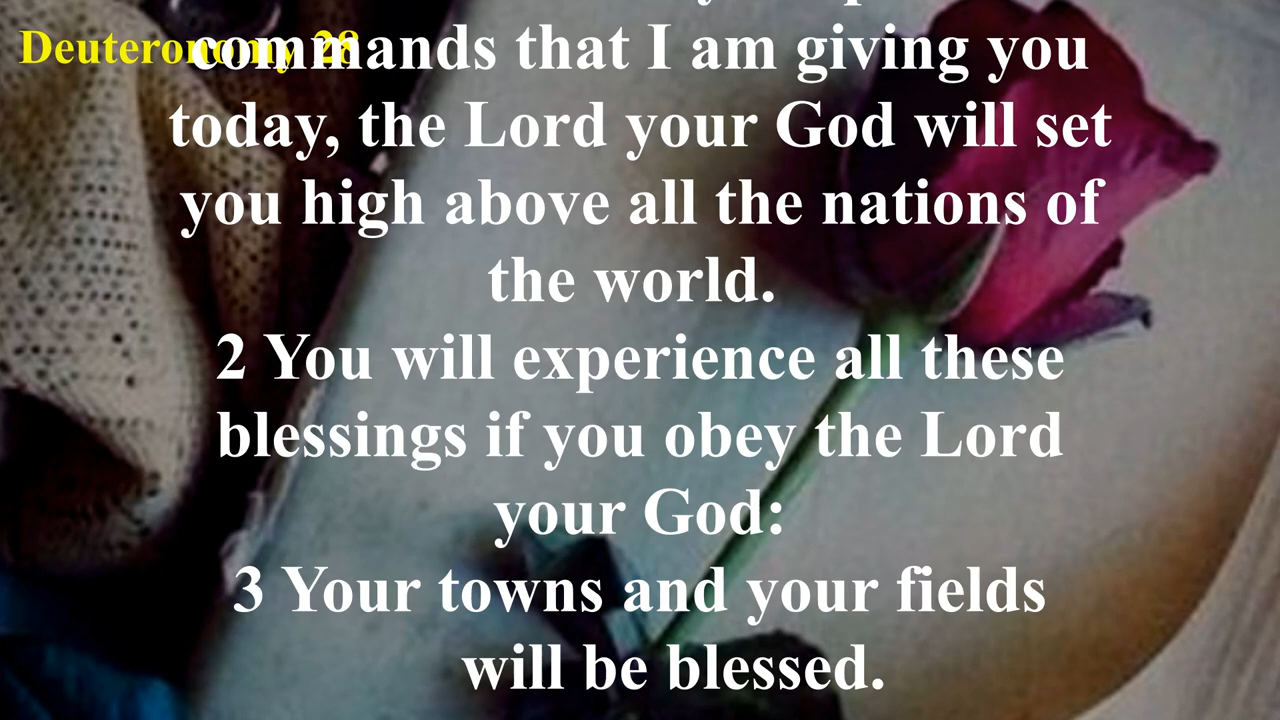 Deuteronomy 28
commands that I am giving you
today, the Lord your God will set
you high above all the nations of
the world.
2 You will experience all these
blessings if you obey the Lord
your God:
3 Your towns and your fields
will be blessed.